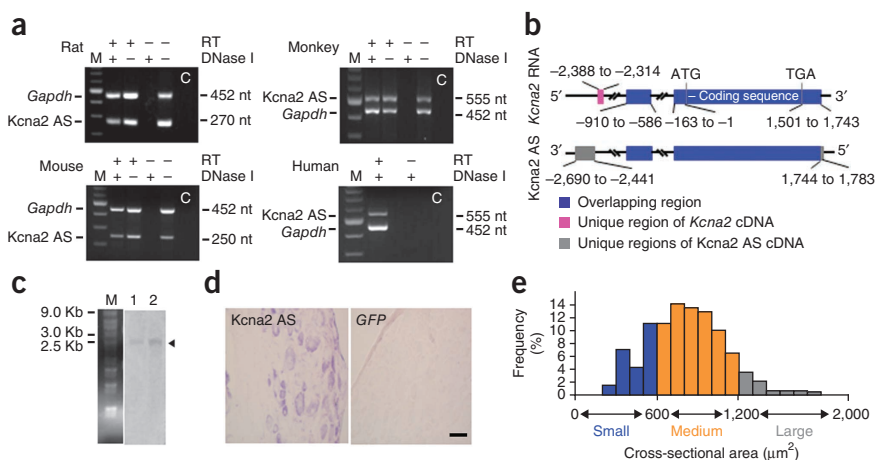 a
Rat + + – – RT
M + – + – DNase I
C
Gapdh 452 nt
Kcna2 AS 270 nt
Monkey + + – – RT
M + – + – DNase I
C
Kcna2 AS 555 nt
Gapdh 452 nt
Mouse + + – – RT
M + – + – DNase I
C
Gapdh 452 nt
Kcna2 AS 250 nt
Human + – RT
M + + DNase I
C
Kcna2 AS 555 nt
Gapdh 452 nt
b
Kcna2 RNA
–2,388 to –2,314
ATG TGA
5′ Coding sequence 3′
–910 to –586 –163 to –1 1,501 to 1,743
Kcna2 AS
3′ 5′
–2,690 to –2,441 1,744 to 1,783
Overlapping region
Unique region of Kcna2 cDNA
Unique regions of Kcna2 AS cDNA
c
M 1 2
9.0 Kb
3.0 Kb
2.5 Kb
d
Kcna2 AS GFP
e
Frequency
(%)
14
12
10
8
6
4
2
0
0 600 1,200 2,000
Small Medium Large
Cross-sectional area (µm²)